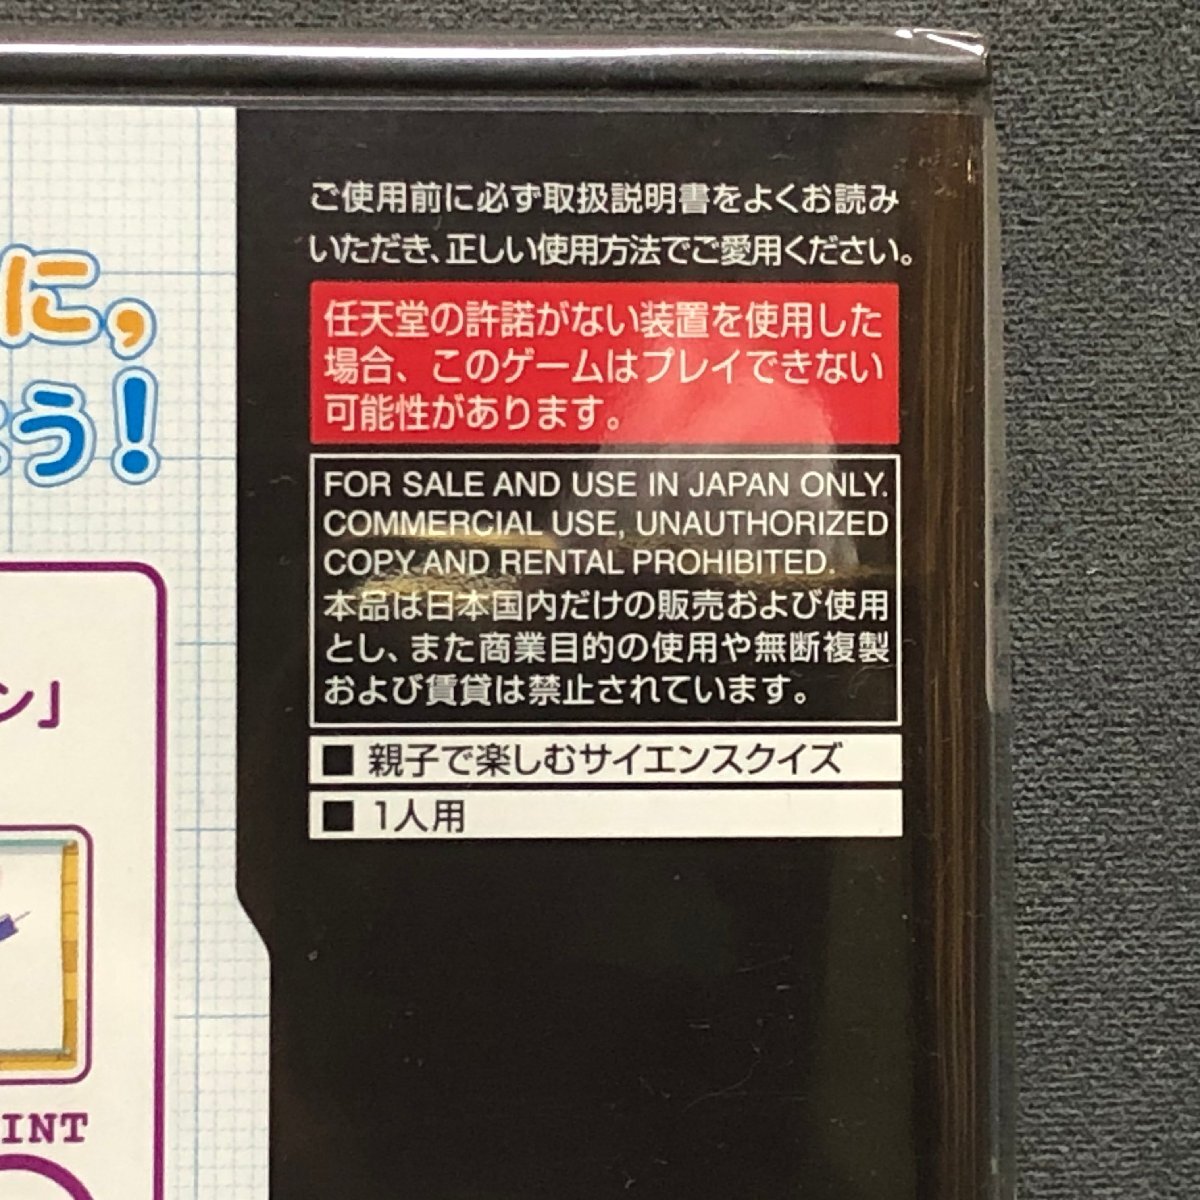 ご使用前に必ず取扱説明書をよくお読み
いただき、正しい使用方法でご愛用ください。
任天堂の許諾がない装置を使用した
場合、このゲームはプレイできない
可能性があります。
FOR SALE AND USE IN JAPAN ONLY.
COMMERCIAL USE, UNAUTHORIZED
COPY AND RENTAL PROHIBITED.
本品は日本国内だけの販売および使用
とし、また商業目的の使用や無断複製
および賃貸は禁止されています。
■ 親子で楽しむサイエンスクイズ
■ 1人用
に,
う!
ン」
INT